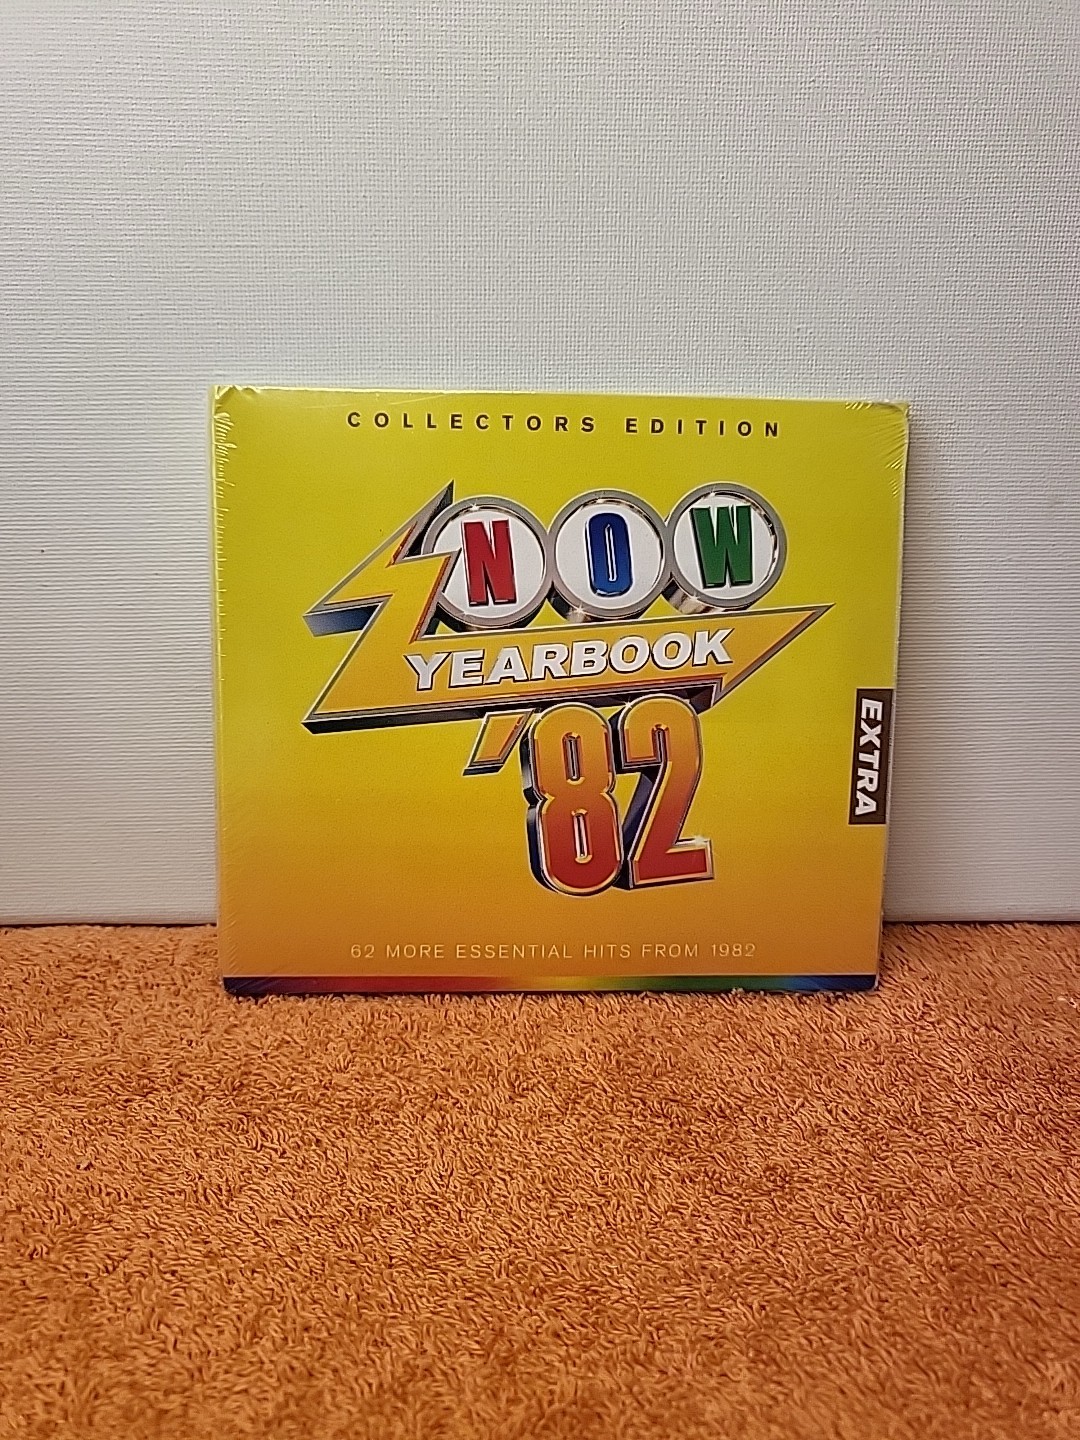 COLLECTORS EDITION
NOW
YEARBOOK
'82
EXTRA
62 MORE ESSENTIAL HITS FROM 1982